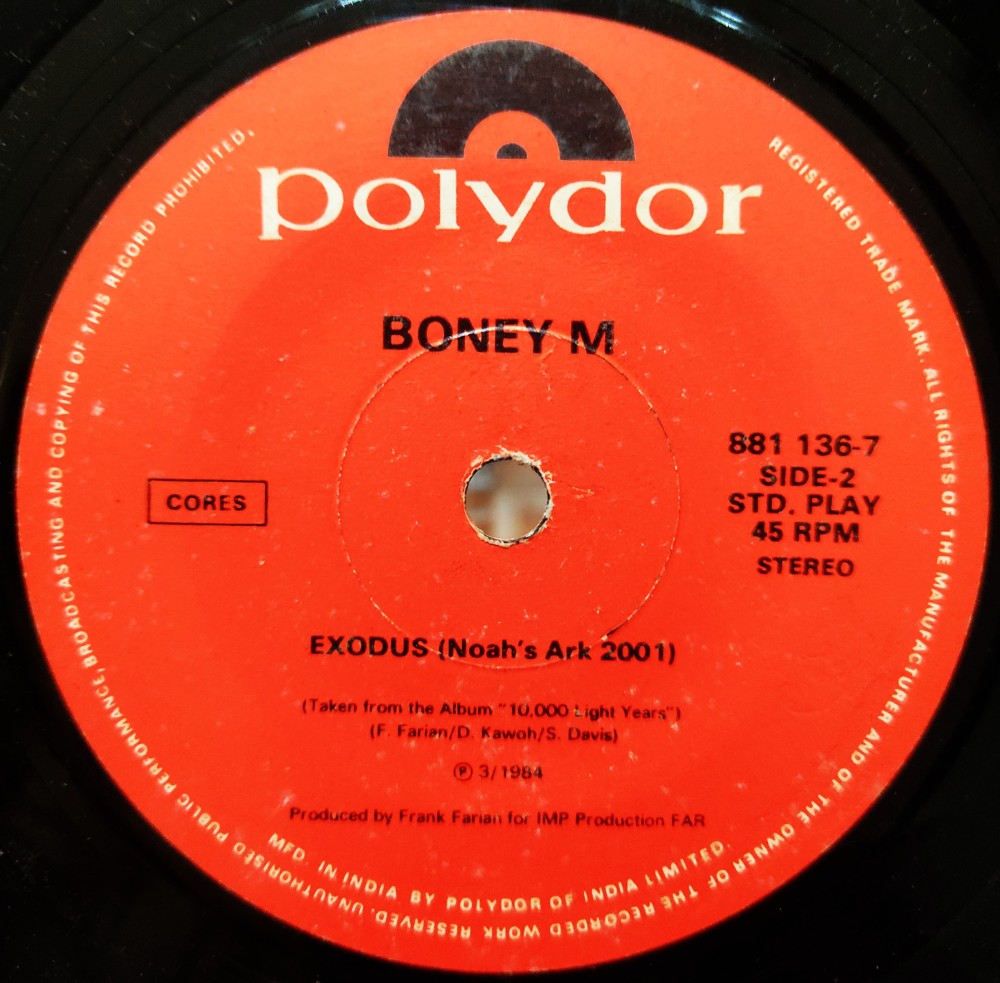 polydor
BONEY M
881 136-7
SIDE-2
STD. PLAY
45 RPM
STEREO
CORES
EXODUS (Noah's Ark 2001)
(Taken from the Album "10,000 Light Years")
(F. Farian/D. Kawoh/S. Davis)
℗ 3/1984
Produced by Frank Farian for IMP Production FAR
MFD. IN INDIA BY POLYDOR OF INDIA LIMITED.
REGISTERED TRADE MARK. ALL RIGHTS OF THE MANUFACTURER AND OF THE OWNER OF THE RECORDED WORK RESERVED. UNAUTHORISED PUBLIC PERFORMANCE, BROADCASTING AND COPYING OF THIS RECORD PROHIBITED.